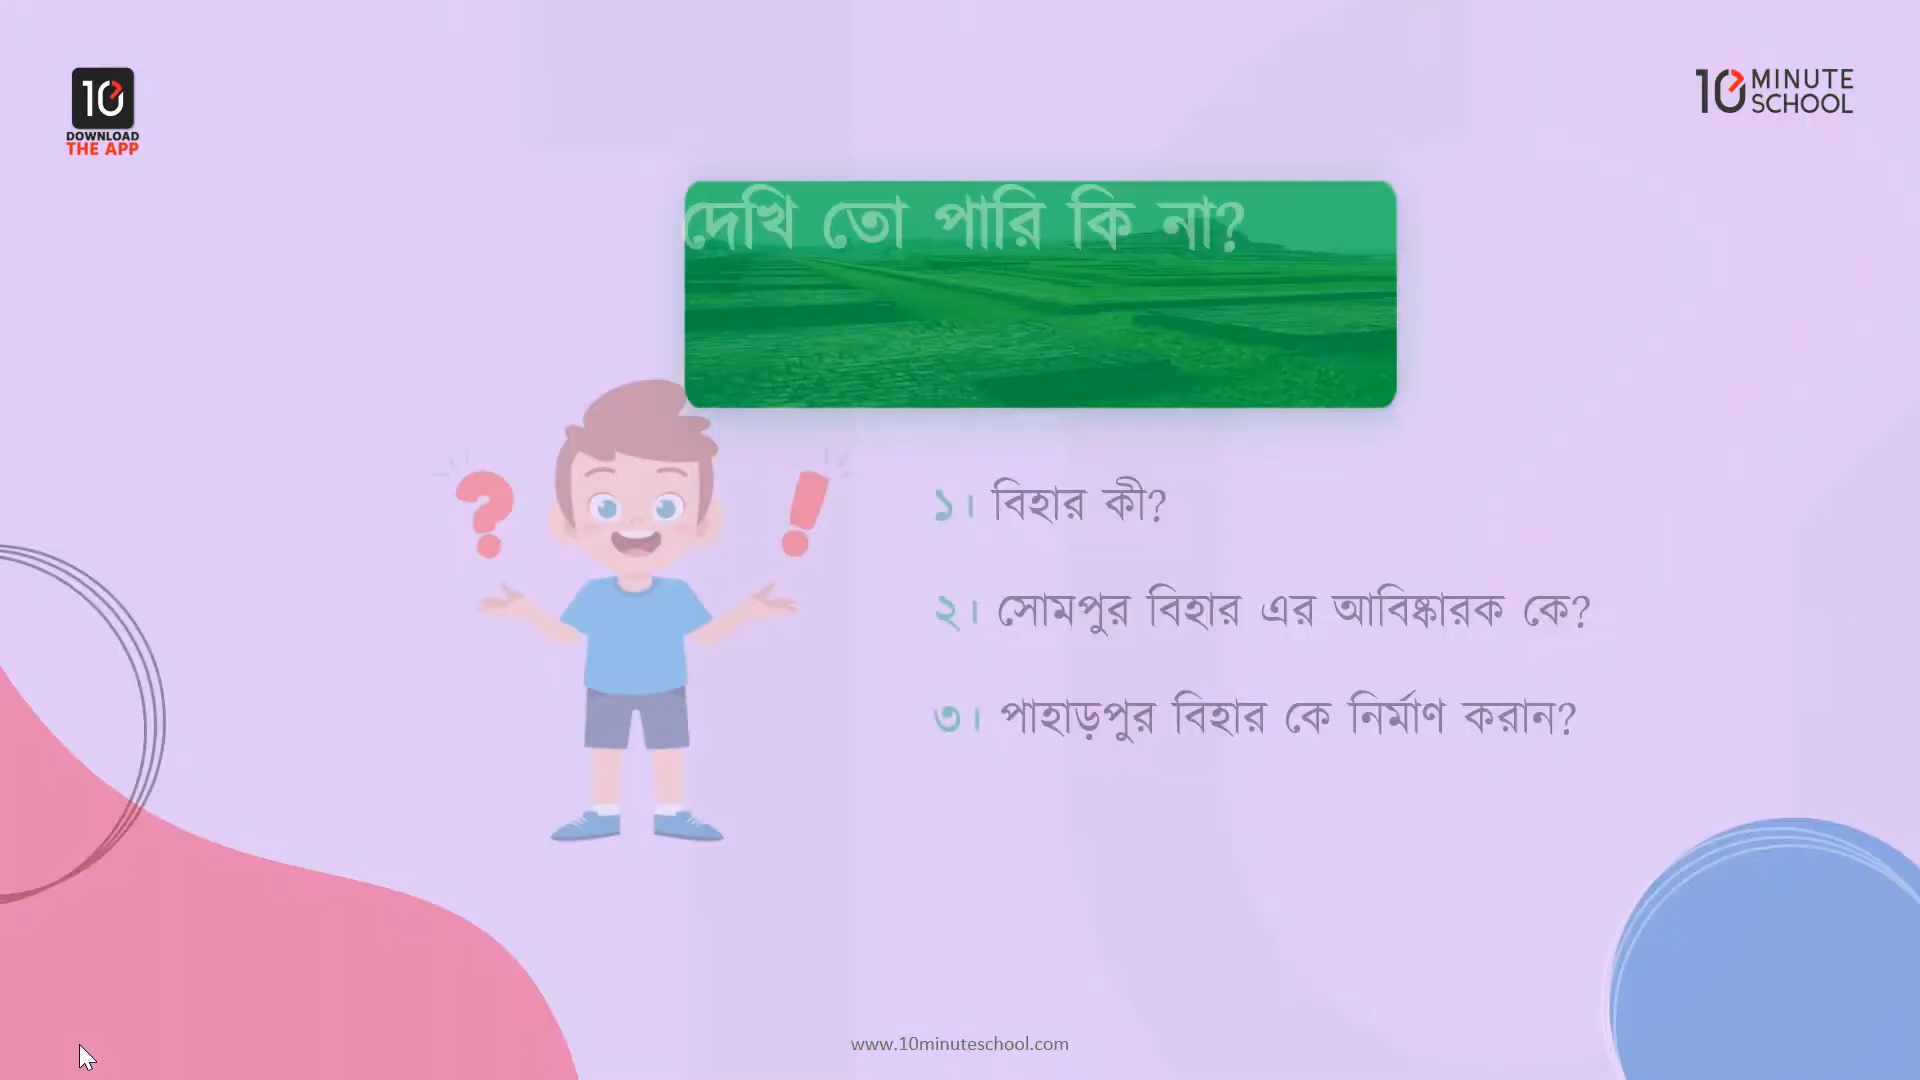 10
DOWNLOAD
THE APP
10 MINUTE
SCHOOL
দেখি তো পারি কি না?
১। বিহার কী?
২। সোমপুর বিহার এর আবিষ্কারক কে?
৩। পাহাড়পুর বিহার কে নির্মাণ করান?
www.10minuteschool.com